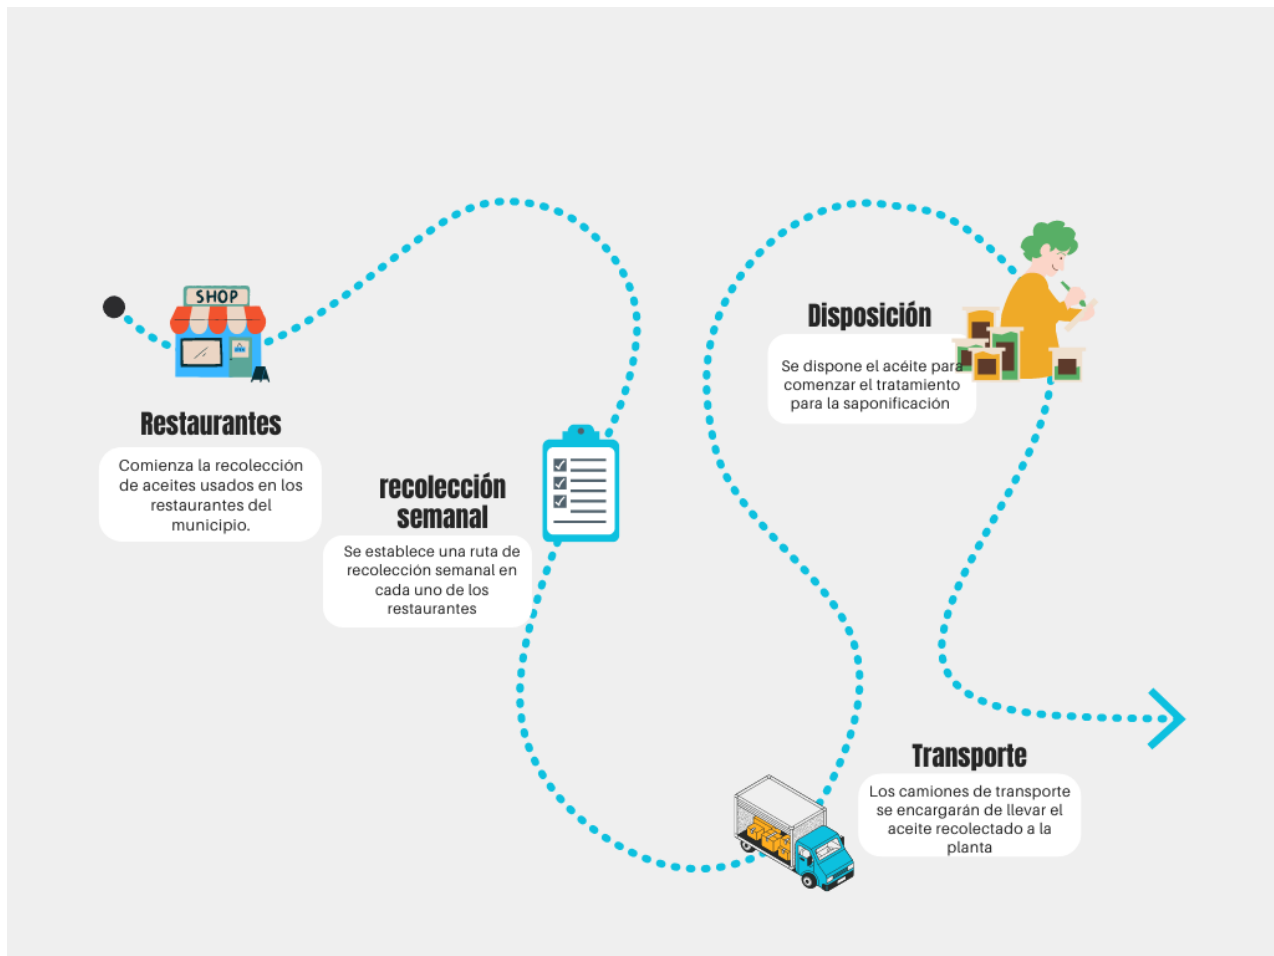 SHOP
Restaurantes
Comienza la recolección
de aceites usados en los
restaurantes del
municipio.
recolección
semanal
Se establece una ruta de
recolección semanal en
cada uno de los
restaurantes
Transporte
Los camiones de transporte
se encargarán de llevar el
aceite recolectado a la
planta
Disposición
Se dispone el acéite para
comenzar el tratamiento
para la saponificación